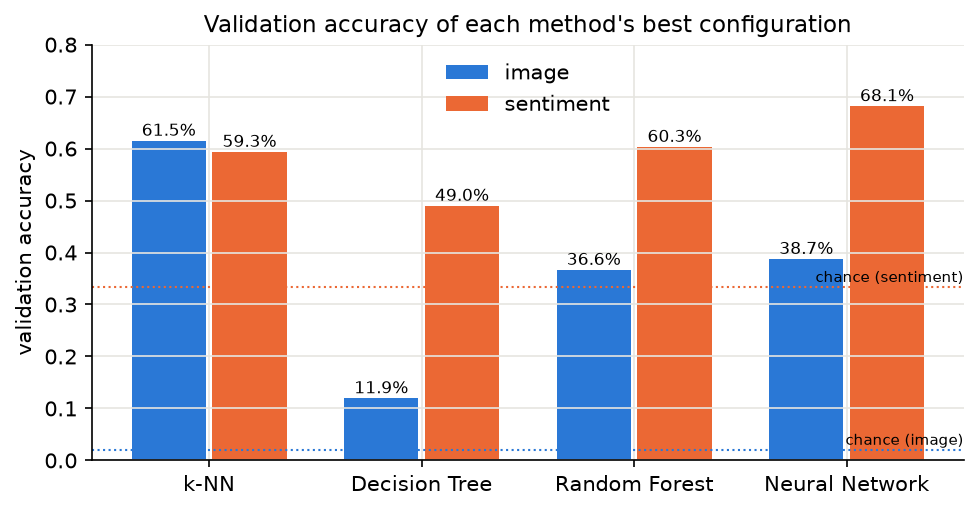 Validation accuracy of each method's best configuration
image
sentiment
validation accuracy
0.8
0.7
0.6
0.5
0.4
0.3
0.2
0.1
0.0
61.5%
59.3%
11.9%
49.0%
36.6%
60.3%
38.7%
68.1%
chance (sentiment)
chance (image)
k-NN
Decision Tree
Random Forest
Neural Network